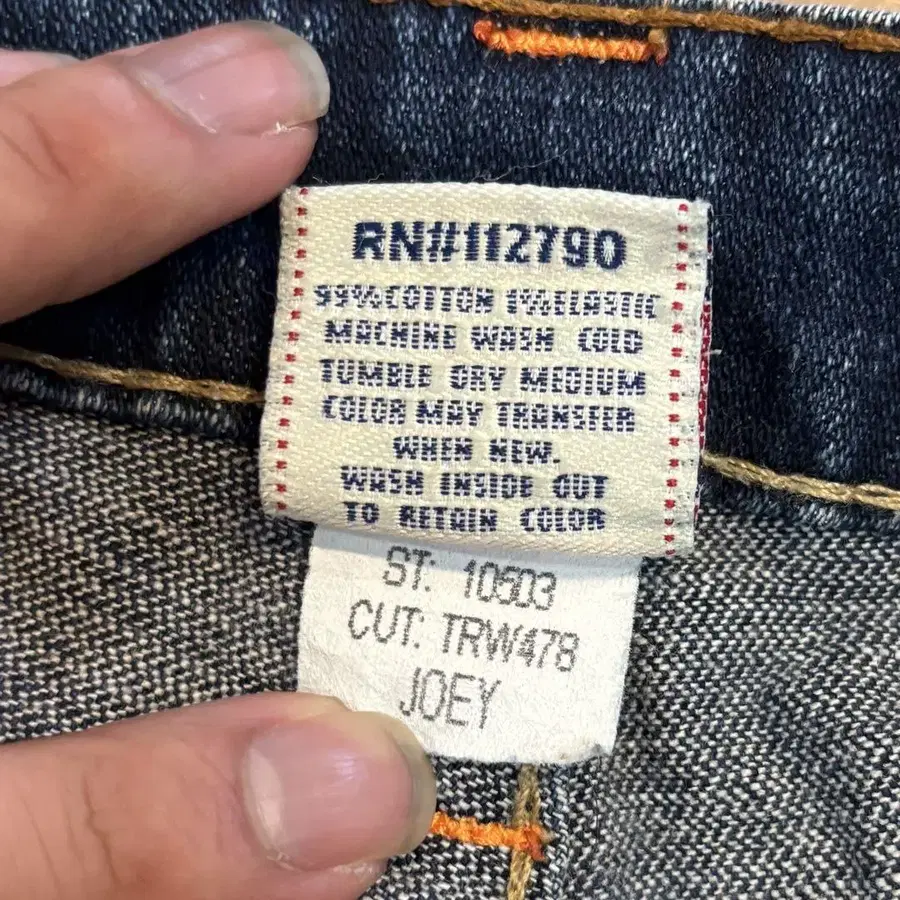 RN#112790
99%COTTON 1%ELASTIC
MACHINE WASH COLD
TUMBLE DRY MEDIUM
COLOR MAY TRANSFER
WHEN NEW.
WASH INSIDE OUT
TO RETAIN COLOR
ST: 10603
CUT: TRW478
JOEY